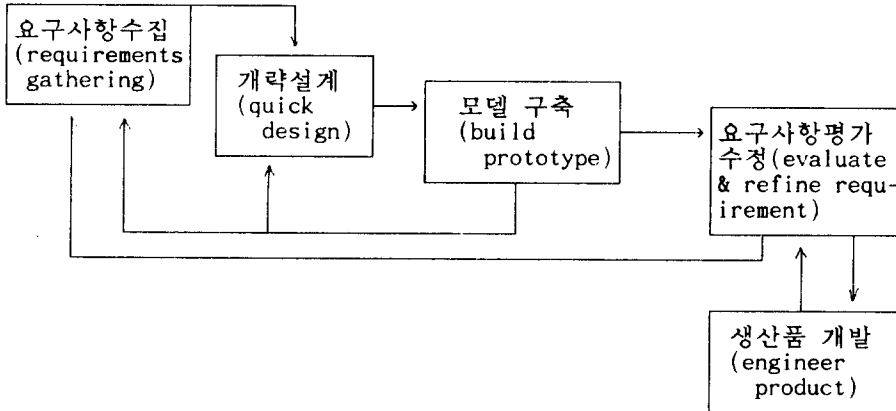 요구사항수집
(requirements
gathering)
개략설계
(quick
design)
모델 구축
(build
prototype)
요구사항평가
수정(evaluate
& refine requ-
irement)
생산품 개발
(engineer
product)